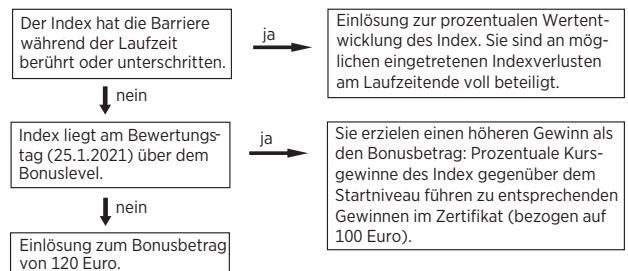 Der Index hat die Barriere
während der Laufzeit
berührt oder unterschritten.
ja
Einlösung zur prozentualen Wertent-
wicklung des Index. Sie sind an mög-
lichen eingetretenen Indexverlusten
am Laufzeitende voll beteiligt.
nein
Index liegt am Bewertungs-
tag (25.1.2021) über dem
Bonuslevel.
ja
Sie erzielen einen höheren Gewinn als
den Bonusbetrag: Prozentuale Kurs-
gewinne des Index gegenüber dem
Startniveau führen zu entsprechenden
Gewinnen im Zertifikat (bezogen auf
100 Euro).
nein
Einlösung zum Bonusbetrag
von 120 Euro.